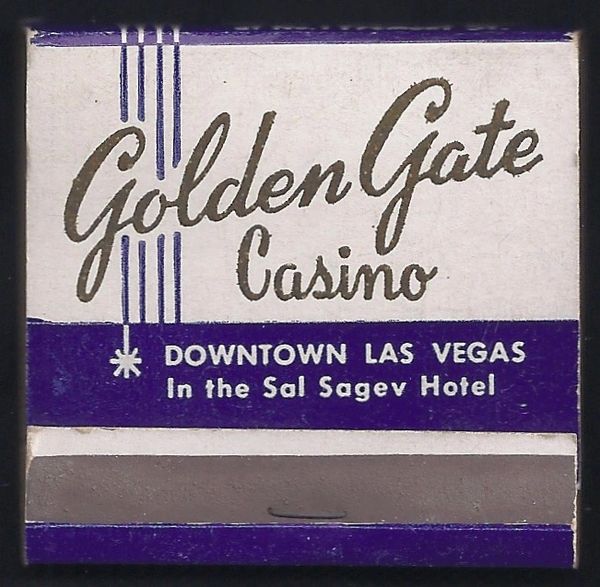 Golden Gate
Casino
DOWNTOWN LAS VEGAS
In the Sal Sagev Hotel